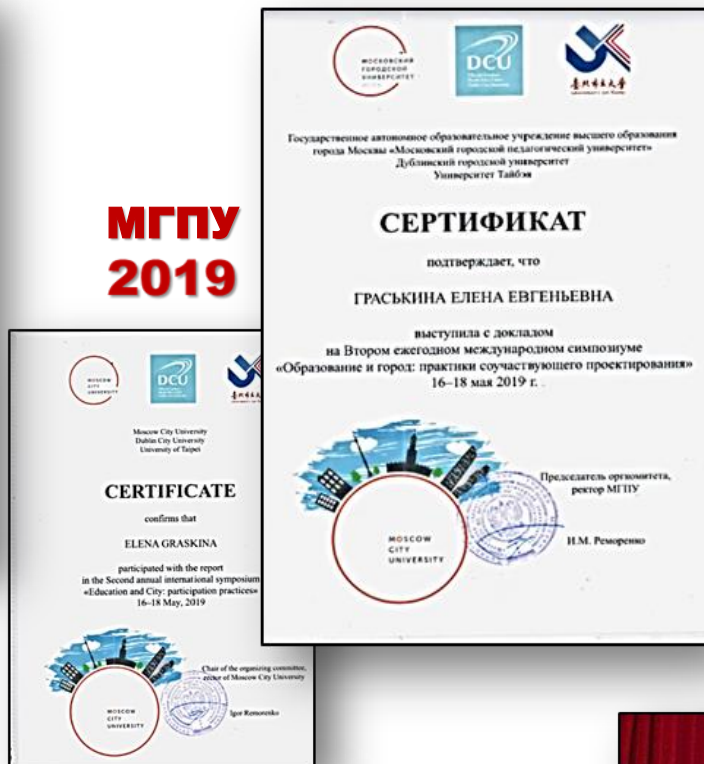 МГПУ
2019
МОСКОВСКИЙ
ГОРОДСКОЙ
УНИВЕРСИТЕТ
DCU
Государственное автономное образовательное учреждение высшего образования
города Москвы «Московский городской педагогический университет»
Дублинский городской университет
Университет Тайбэя
СЕРТИФИКАТ
подтверждает, что
ГРАСЬКИНА ЕЛЕНА ЕВГЕНЬЕВНА
выступила с докладом
на Втором ежегодном международном симпозиуме
«Образование и город: практики соучаствующего проектирования»
16–18 мая 2019 г.
Председатель оргкомитета,
ректор МГПУ
И.М. Реморенко
MOSCOW
CITY
UNIVERSITY
MOSCOW
CITY
UNIVERSITY
DCU
Moscow City University
Dublin City University
University of Taipei
CERTIFICATE
confirms that
ELENA GRASKINA
participated with the report
in the Second annual international symposium
«Education and City: participation practices»
16–18 May, 2019
Chair of the organizing committee,
rector of Moscow City University
Igor Remorenko
MOSCOW
CITY
UNIVERSITY